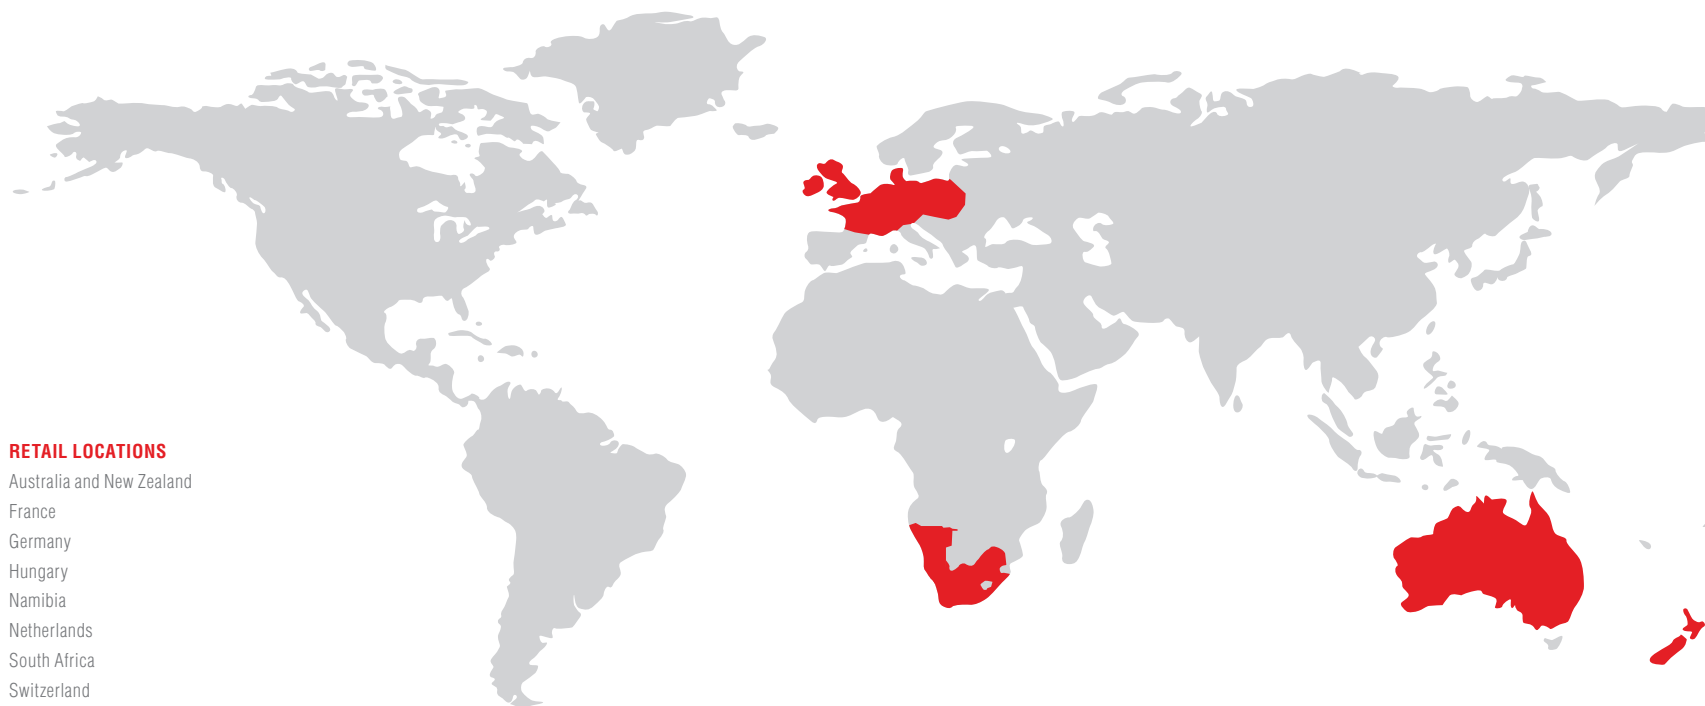 RETAIL LOCATIONS
Australia and New Zealand
France
Germany
Hungary
Namibia
Netherlands
South Africa
Switzerland